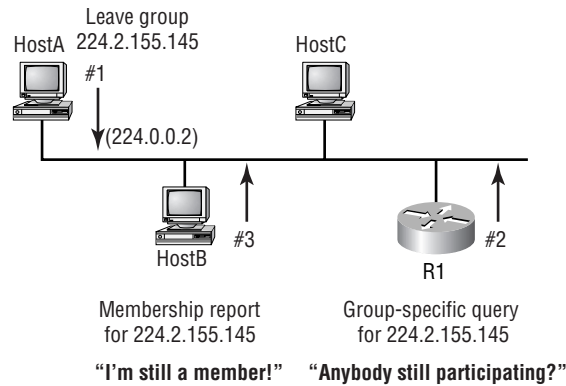 Leave group
HostA 224.2.155.145
HostC
#1
(224.0.0.2)
#3
#2
HostB
R1
Membership report
for 224.2.155.145
Group-specific query
for 224.2.155.145
“I’m still a member!”
“Anybody still participating?”